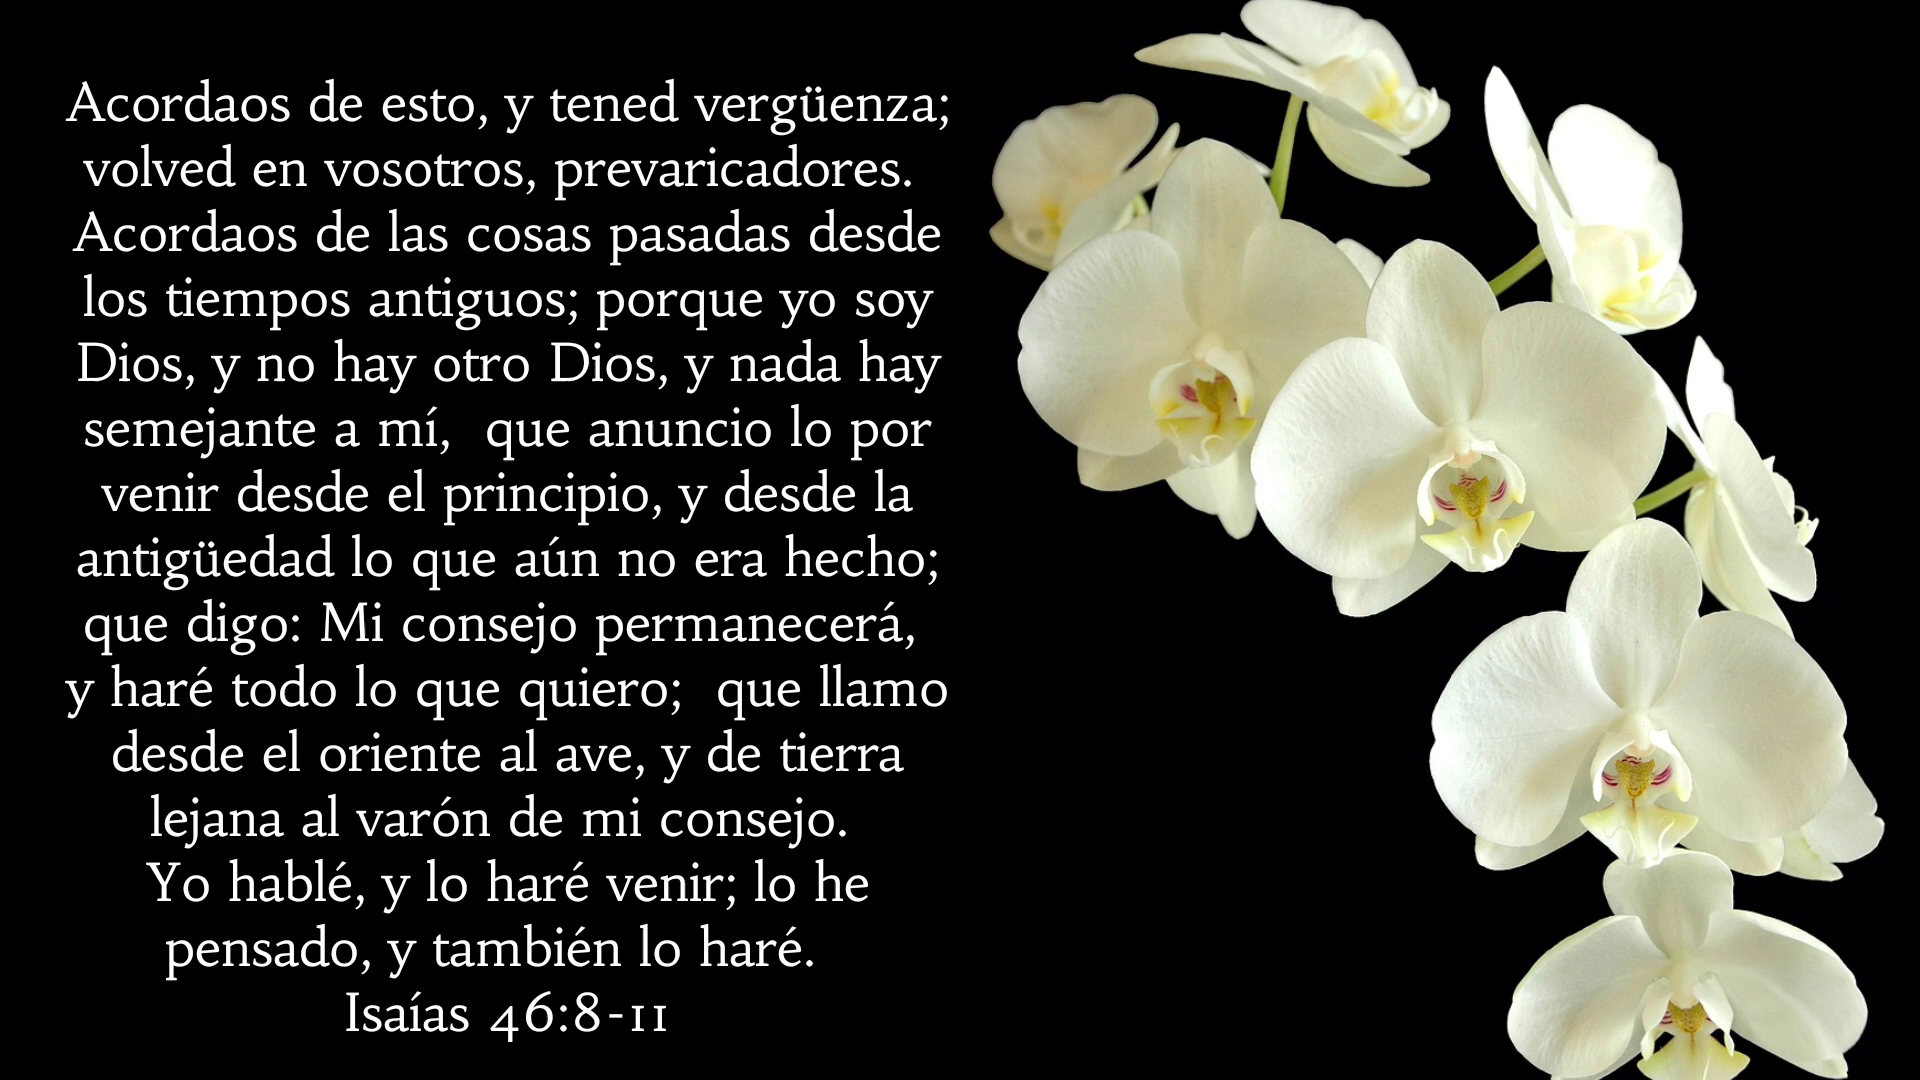 Acordaos de esto, y tened vergüenza;
volved en vosotros, prevaricadores.
Acordaos de las cosas pasadas desde
los tiempos antiguos; porque yo soy
Dios, y no hay otro Dios, y nada hay
semejante a mí,  que anuncio lo por
venir desde el principio, y desde la
antigüedad lo que aún no era hecho;
que digo: Mi consejo permanecerá,
y haré todo lo que quiero;  que llamo
desde el oriente al ave, y de tierra
lejana al varón de mi consejo.
Yo hablé, y lo haré venir; lo he
pensado, y también lo haré.
Isaías 46:8-11